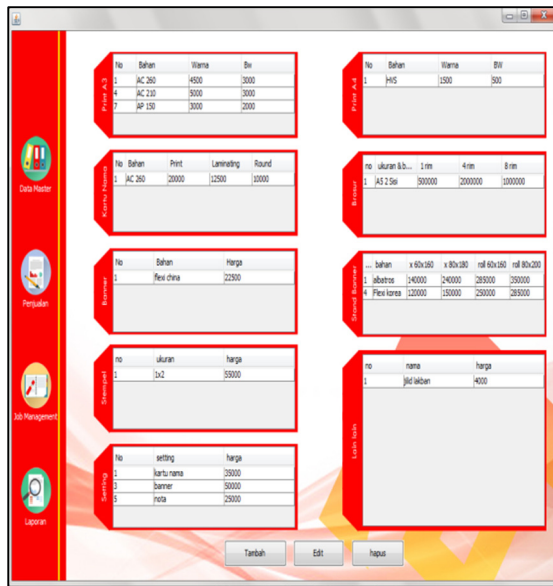 Data Master
Penjualan
Job Management
Laporan
Print A3
No Bahan Warna Bw
1 AC 260 4500 3000
4 AC 210 5000 3000
7 AP 150 3000 2000
Print A4
No Bahan Warna BW
1 HVS 1500 500
Kartu Nama
No Bahan Print Laminating Round
1 AC 260 20000 12500 10000
Brosur
no ukuran & b... 1 rim 4 rim 8 rim
1 A5 2 Sisi 500000 2000000 1000000
Banner
No Bahan Harga
1 flexi china 22500
Stand Banner
... bahan x 60x160 x 80x180 roll 60x160 roll 80x200
1 albatros 140000 240000 285000 350000
4 Flexi korea 120000 150000 250000 285000
Stempel
no ukuran harga
1 1x2 55000
Lain lain
no nama harga
1 jilid lakban 4000
Setting
No setting harga
1 kartu nama 35000
3 banner 50000
5 nota 25000
Tambah Edit hapus